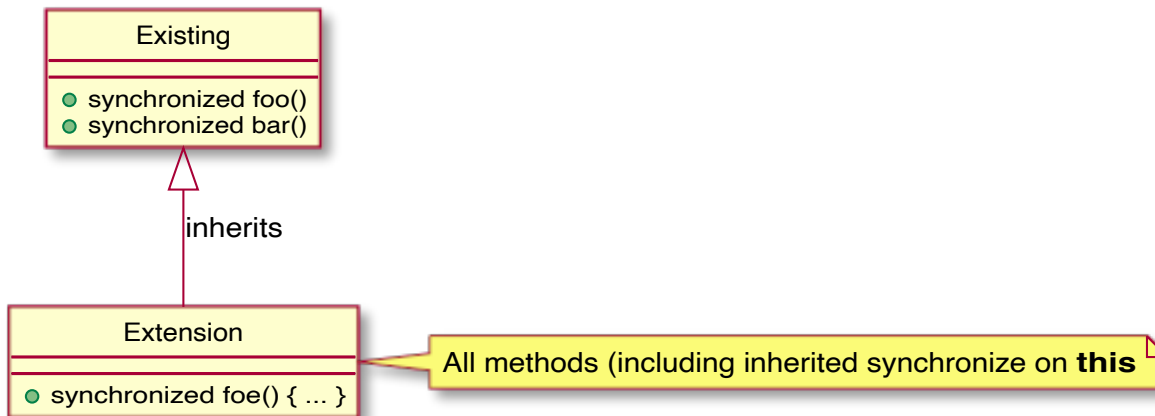 Existing
synchronized foo()
synchronized bar()
inherits
Extension
All methods (including inherited synchronize on this
synchronized foe() { ... }